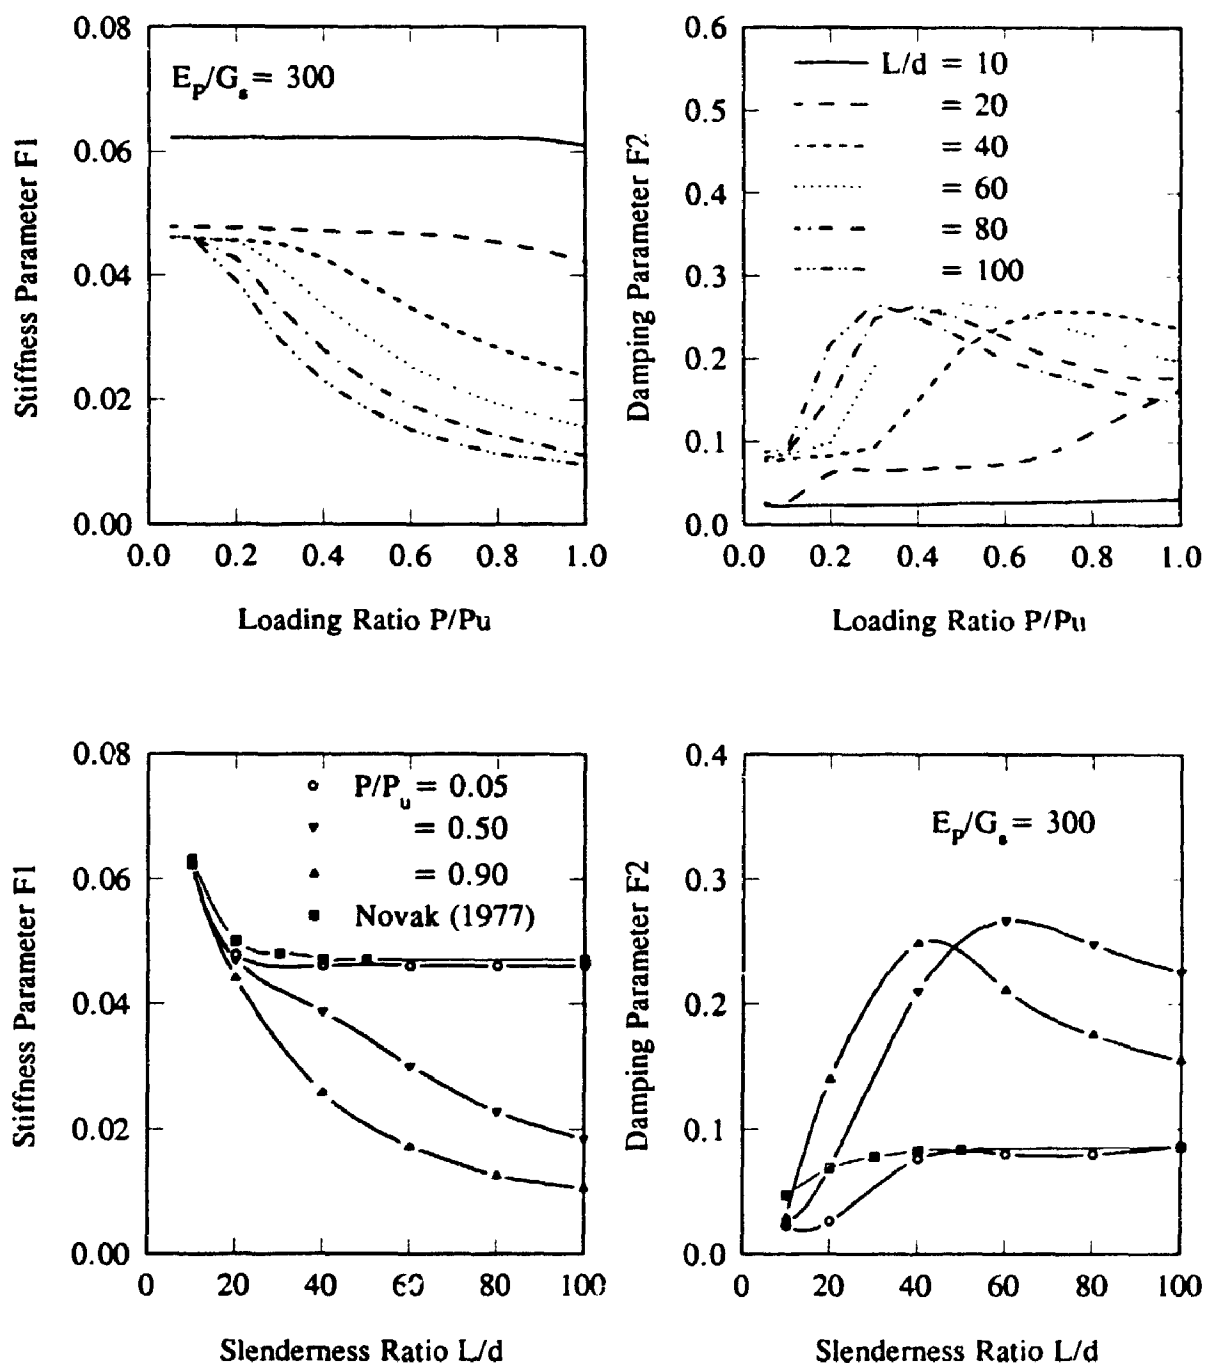 0.08
0.06
0.04
0.02
0.00
Stiffness Parameter F1
E_P/G_s = 300
0.0 0.2 0.4 0.6 0.8 1.0
Loading Ratio P/Pu
0.6
0.5
0.4
0.3
0.2
0.1
0.0
Damping Parameter F2
L/d = 10
= 20
= 40
= 60
= 80
= 100
0.0 0.2 0.4 0.6 0.8 1.0
Loading Ratio P/Pu
0.08
0.06
0.04
0.02
0.00
Stiffness Parameter F1
P/P_u = 0.05
= 0.50
= 0.90
Novak (1977)
0 20 40 60 80 100
Slenderness Ratio L/d
0.4
0.3
0.2
0.1
0.0
Damping Parameter F2
E_P/G_s = 300
0 20 40 60 80 100
Slenderness Ratio L/d